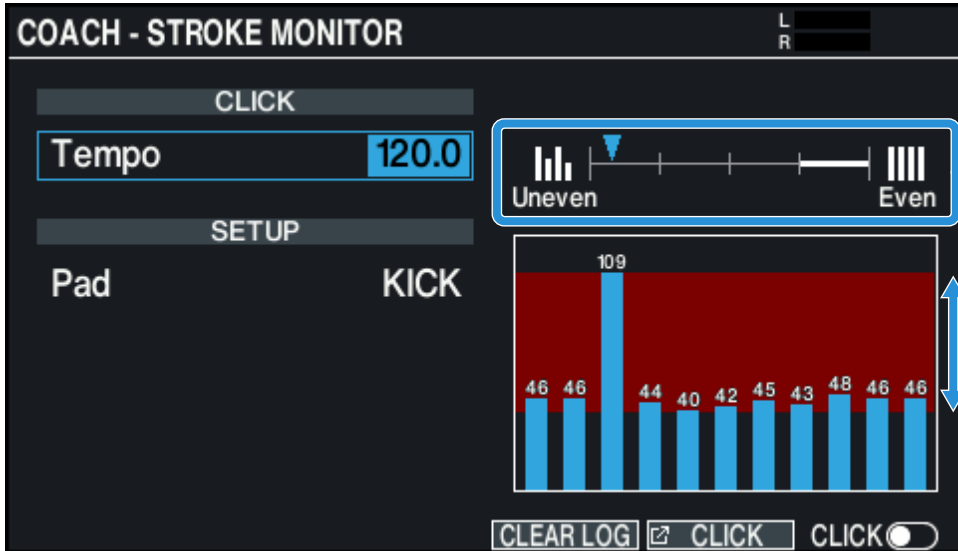 COACH - STROKE MONITOR
L
R
CLICK
Tempo 120.0
Uneven Even
SETUP
Pad KICK
109
46 46 44 40 42 45 43 48 46 46
CLEAR LOG CLICK CLICK